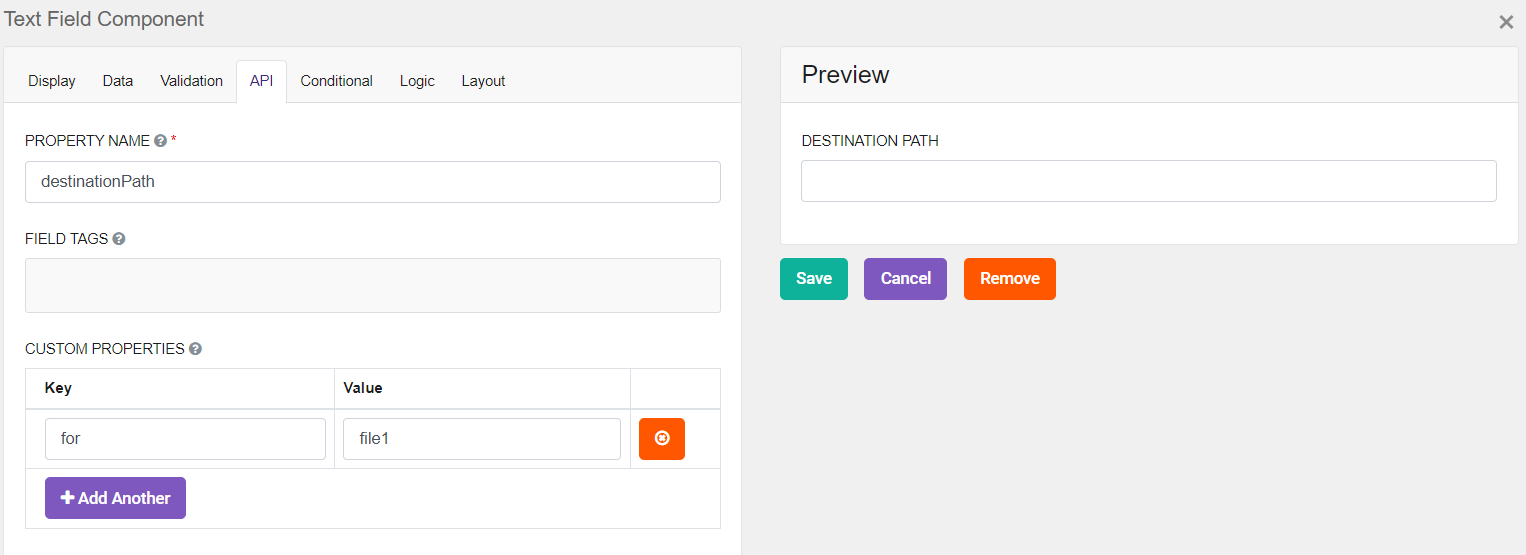 Text Field Component
Display Data Validation API Conditional Logic Layout
PROPERTY NAME *
destinationPath
FIELD TAGS
CUSTOM PROPERTIES
Key Value
for file1
Add Another
Preview
DESTINATION PATH
Save Cancel Remove